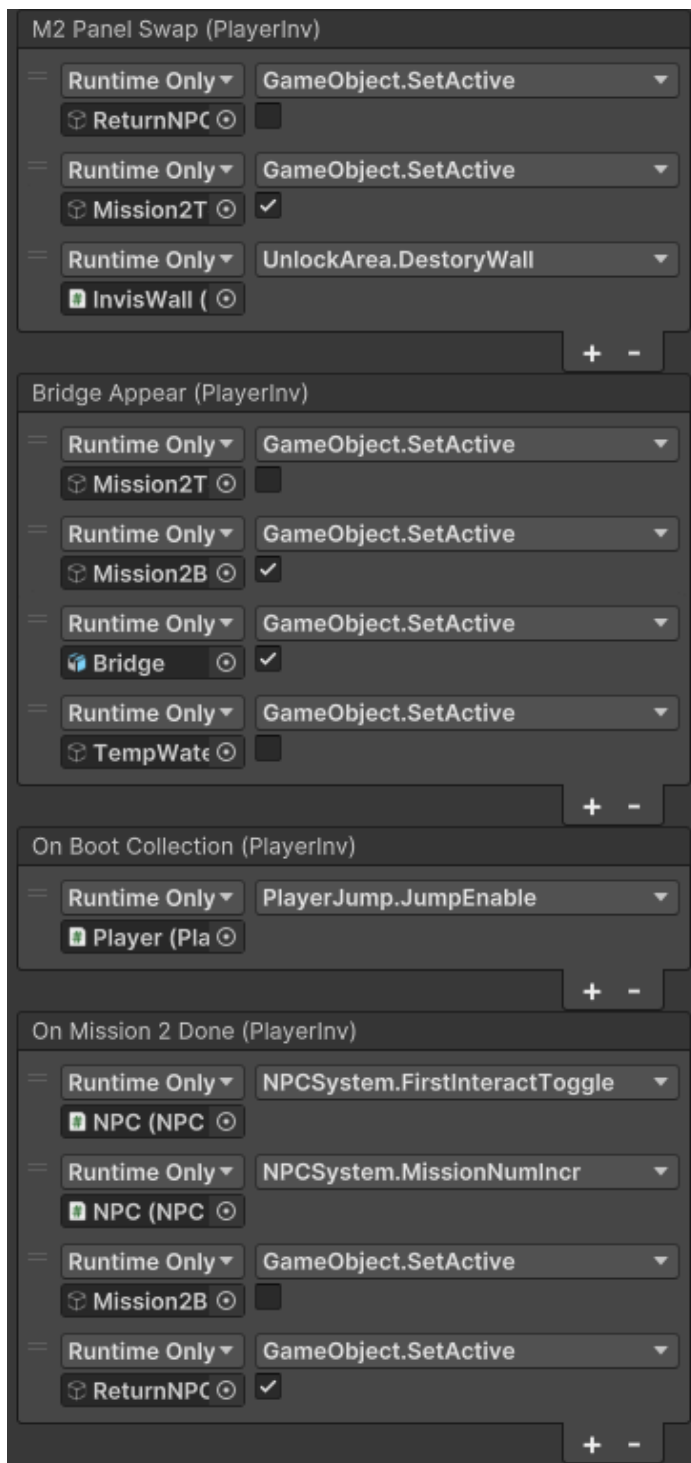 M2 Panel Swap (PlayerInv)
Runtime Only GameObject.SetActive
ReturnNPC
Runtime Only GameObject.SetActive
Mission2T
Runtime Only UnlockArea.DestoryWall
InvisWall (
+ -
Bridge Appear (PlayerInv)
Runtime Only GameObject.SetActive
Mission2T
Runtime Only GameObject.SetActive
Mission2B
Runtime Only GameObject.SetActive
Bridge
Runtime Only GameObject.SetActive
TempWate
+ -
On Boot Collection (PlayerInv)
Runtime Only PlayerJump.JumpEnable
Player (Pla
+ -
On Mission 2 Done (PlayerInv)
Runtime Only NPCSystem.FirstInteractToggle
NPC (NPC
Runtime Only NPCSystem.MissionNumIncr
NPC (NPC
Runtime Only GameObject.SetActive
Mission2B
Runtime Only GameObject.SetActive
ReturnNPC
+ -